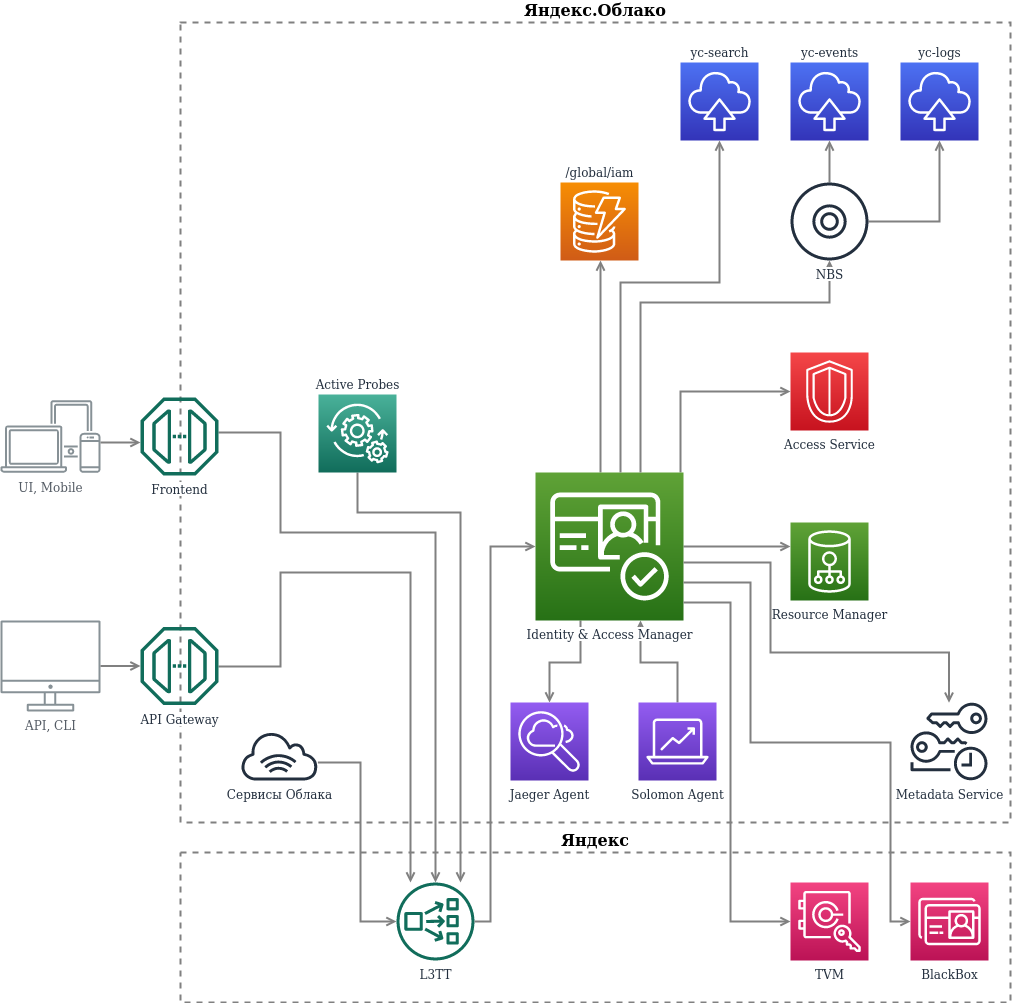 Яндекс.Облако
yc-search
yc-events
yc-logs
/global/iam
NBS
Active Probes
Access Service
UI, Mobile
Frontend
Resource Manager
Identity & Access Manager
API, CLI
API Gateway
Сервисы Облака
Jaeger Agent
Solomon Agent
Metadata Service
Яндекс
L3TT
TVM
BlackBox